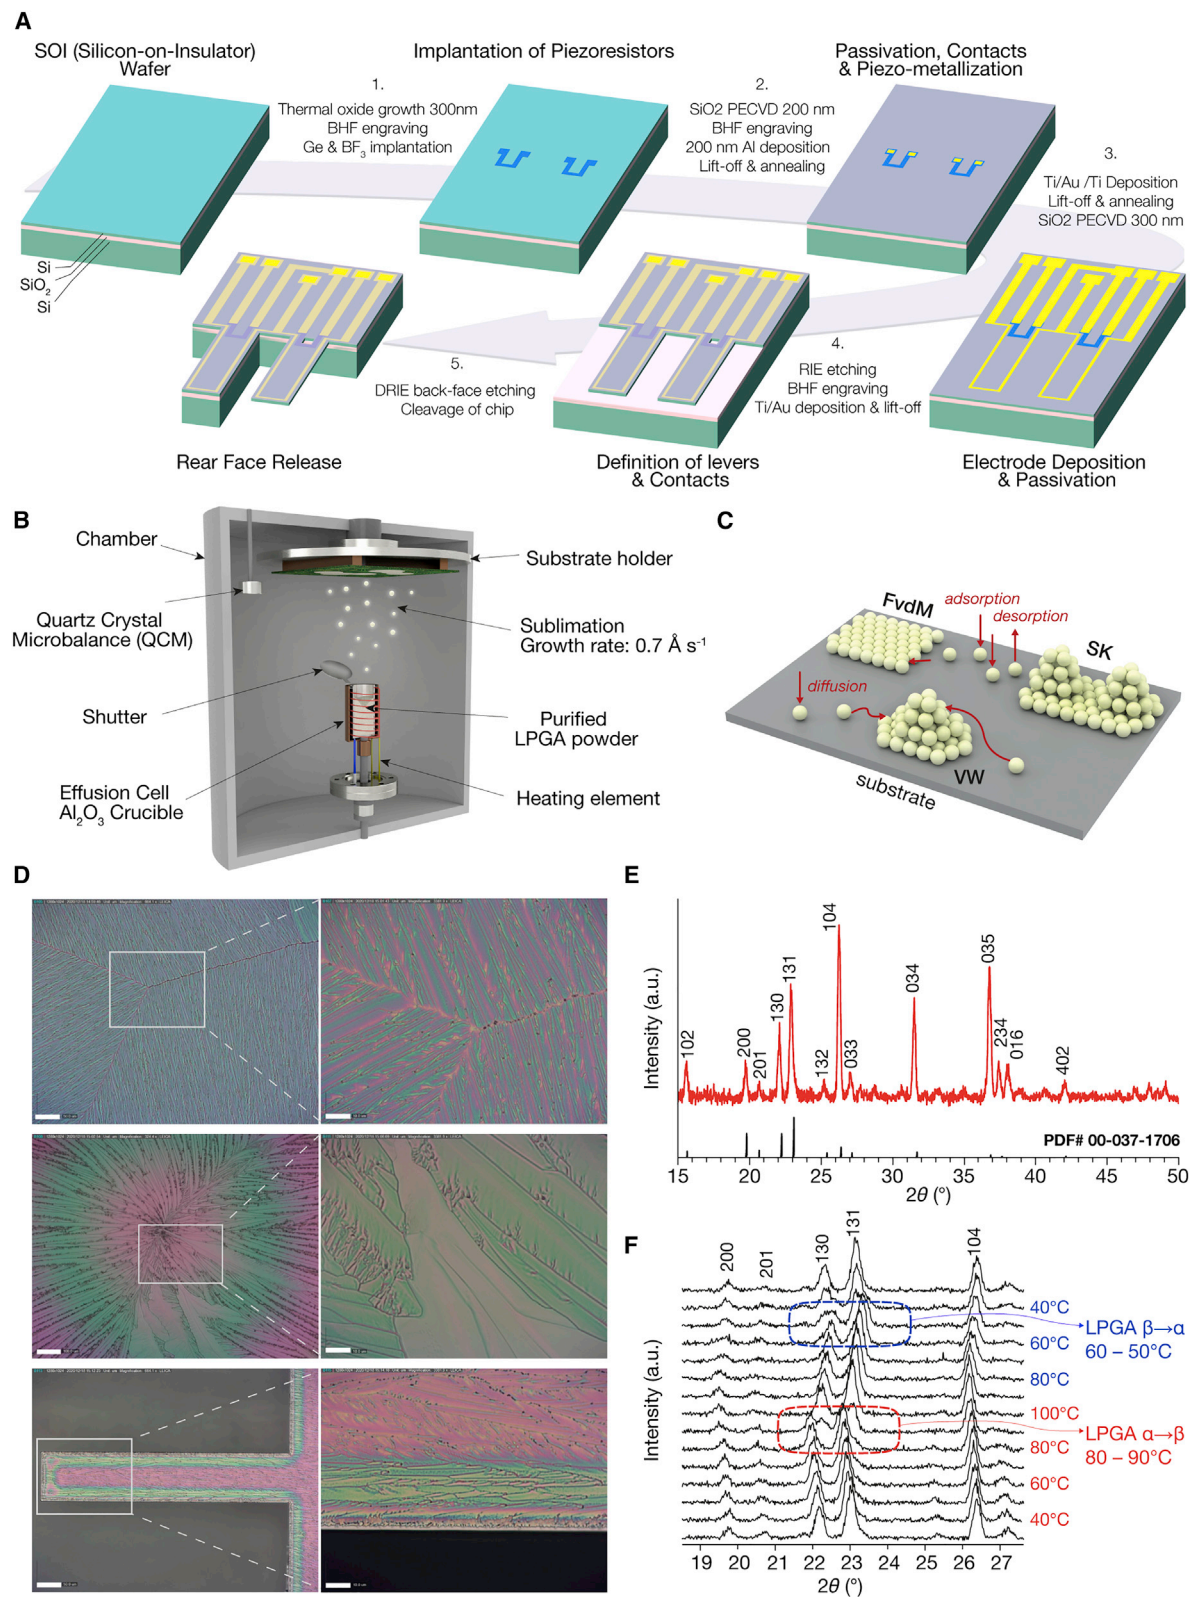 A
SOI (Silicon-on-Insulator)
Wafer
Implantation of Piezoresistors
Passivation, Contacts
& Piezo-metallization
1.
Thermal oxide growth 300nm
BHF engraving
Ge & BF3 implantation
2.
SiO2 PECVD 200 nm
BHF engraving
200 nm Al deposition
Lift-off & annealing
3.
Ti/Au /Ti Deposition
Lift-off & annealing
SiO2 PECVD 300 nm
Si
SiO2
Si
5.
DRIE back-face etching
Cleavage of chip
4.
RIE etching
BHF engraving
Ti/Au deposition & lift-off
Rear Face Release
Definition of levers
& Contacts
Electrode Deposition
& Passivation
B
Chamber
Substrate holder
Quartz Crystal
Microbalance (QCM)
Sublimation
Growth rate: 0.7 Å s-1
Shutter
Purified
LPGA powder
Effusion Cell
Al2O3 Crucible
Heating element
C
FvdM
adsorption
desorption
SK
diffusion
VW
substrate
D
E
Intensity (a.u.)
102
200
201
130
131
132
104
033
034
035
234
016
402
PDF# 00-037-1706
15 20 25 30 35 40 45 50
2θ (°)
F
Intensity (a.u.)
200
201
130
131
104
40°C
60°C
80°C
100°C
80°C
60°C
40°C
LPGA β→α
60 – 50°C
LPGA α→β
80 – 90°C
19 20 21 22 23 24 25 26 27
2θ (°)